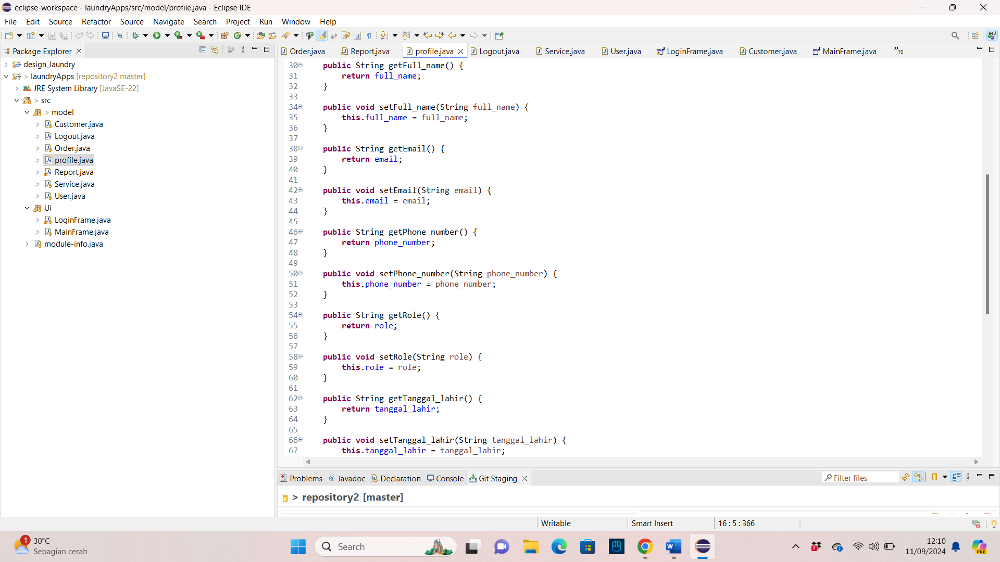 eclipse-workspace - laundryApps/src/model/profile.java - Eclipse IDE
File Edit Source Refactor Source Navigate Search Project Run Window Help
Package Explorer
design_laundry
> laundryApps [repository2 master]
JRE System Library [JavaSE-22]
> src
> model
Customer.java
Logout.java
Order.java
profile.java
Report.java
Service.java
User.java
Ui
LoginFrame.java
MainFrame.java
module-info.java
Order.java Report.java profile.java Logout.java Service.java User.java LoginFrame.java Customer.java MainFrame.java »10
30 public String getFull_name() {
31 return full_name;
32 }
33
34 public void setFull_name(String full_name) {
35 this.full_name = full_name;
36 }
37
38 public String getEmail() {
39 return email;
40 }
41
42 public void setEmail(String email) {
43 this.email = email;
44 }
45
46 public String getPhone_number() {
47 return phone_number;
48 }
49
50 public void setPhone_number(String phone_number) {
51 this.phone_number = phone_number;
52 }
53
54 public String getRole() {
55 return role;
56 }
57
58 public void setRole(String role) {
59 this.role = role;
60 }
61
62 public String getTanggal_lahir() {
63 return tanggal_lahir;
64 }
65
66 public void setTanggal_lahir(String tanggal_lahir) {
67 this.tanggal_lahir = tanggal_lahir;
Problems @ Javadoc Declaration Console Git Staging
Filter files
> repository2 [master]
Writable Smart Insert 16 : 5 : 366
1
30°C
Sebagian cerah
Search
7
PRE
12:10
11/09/2024